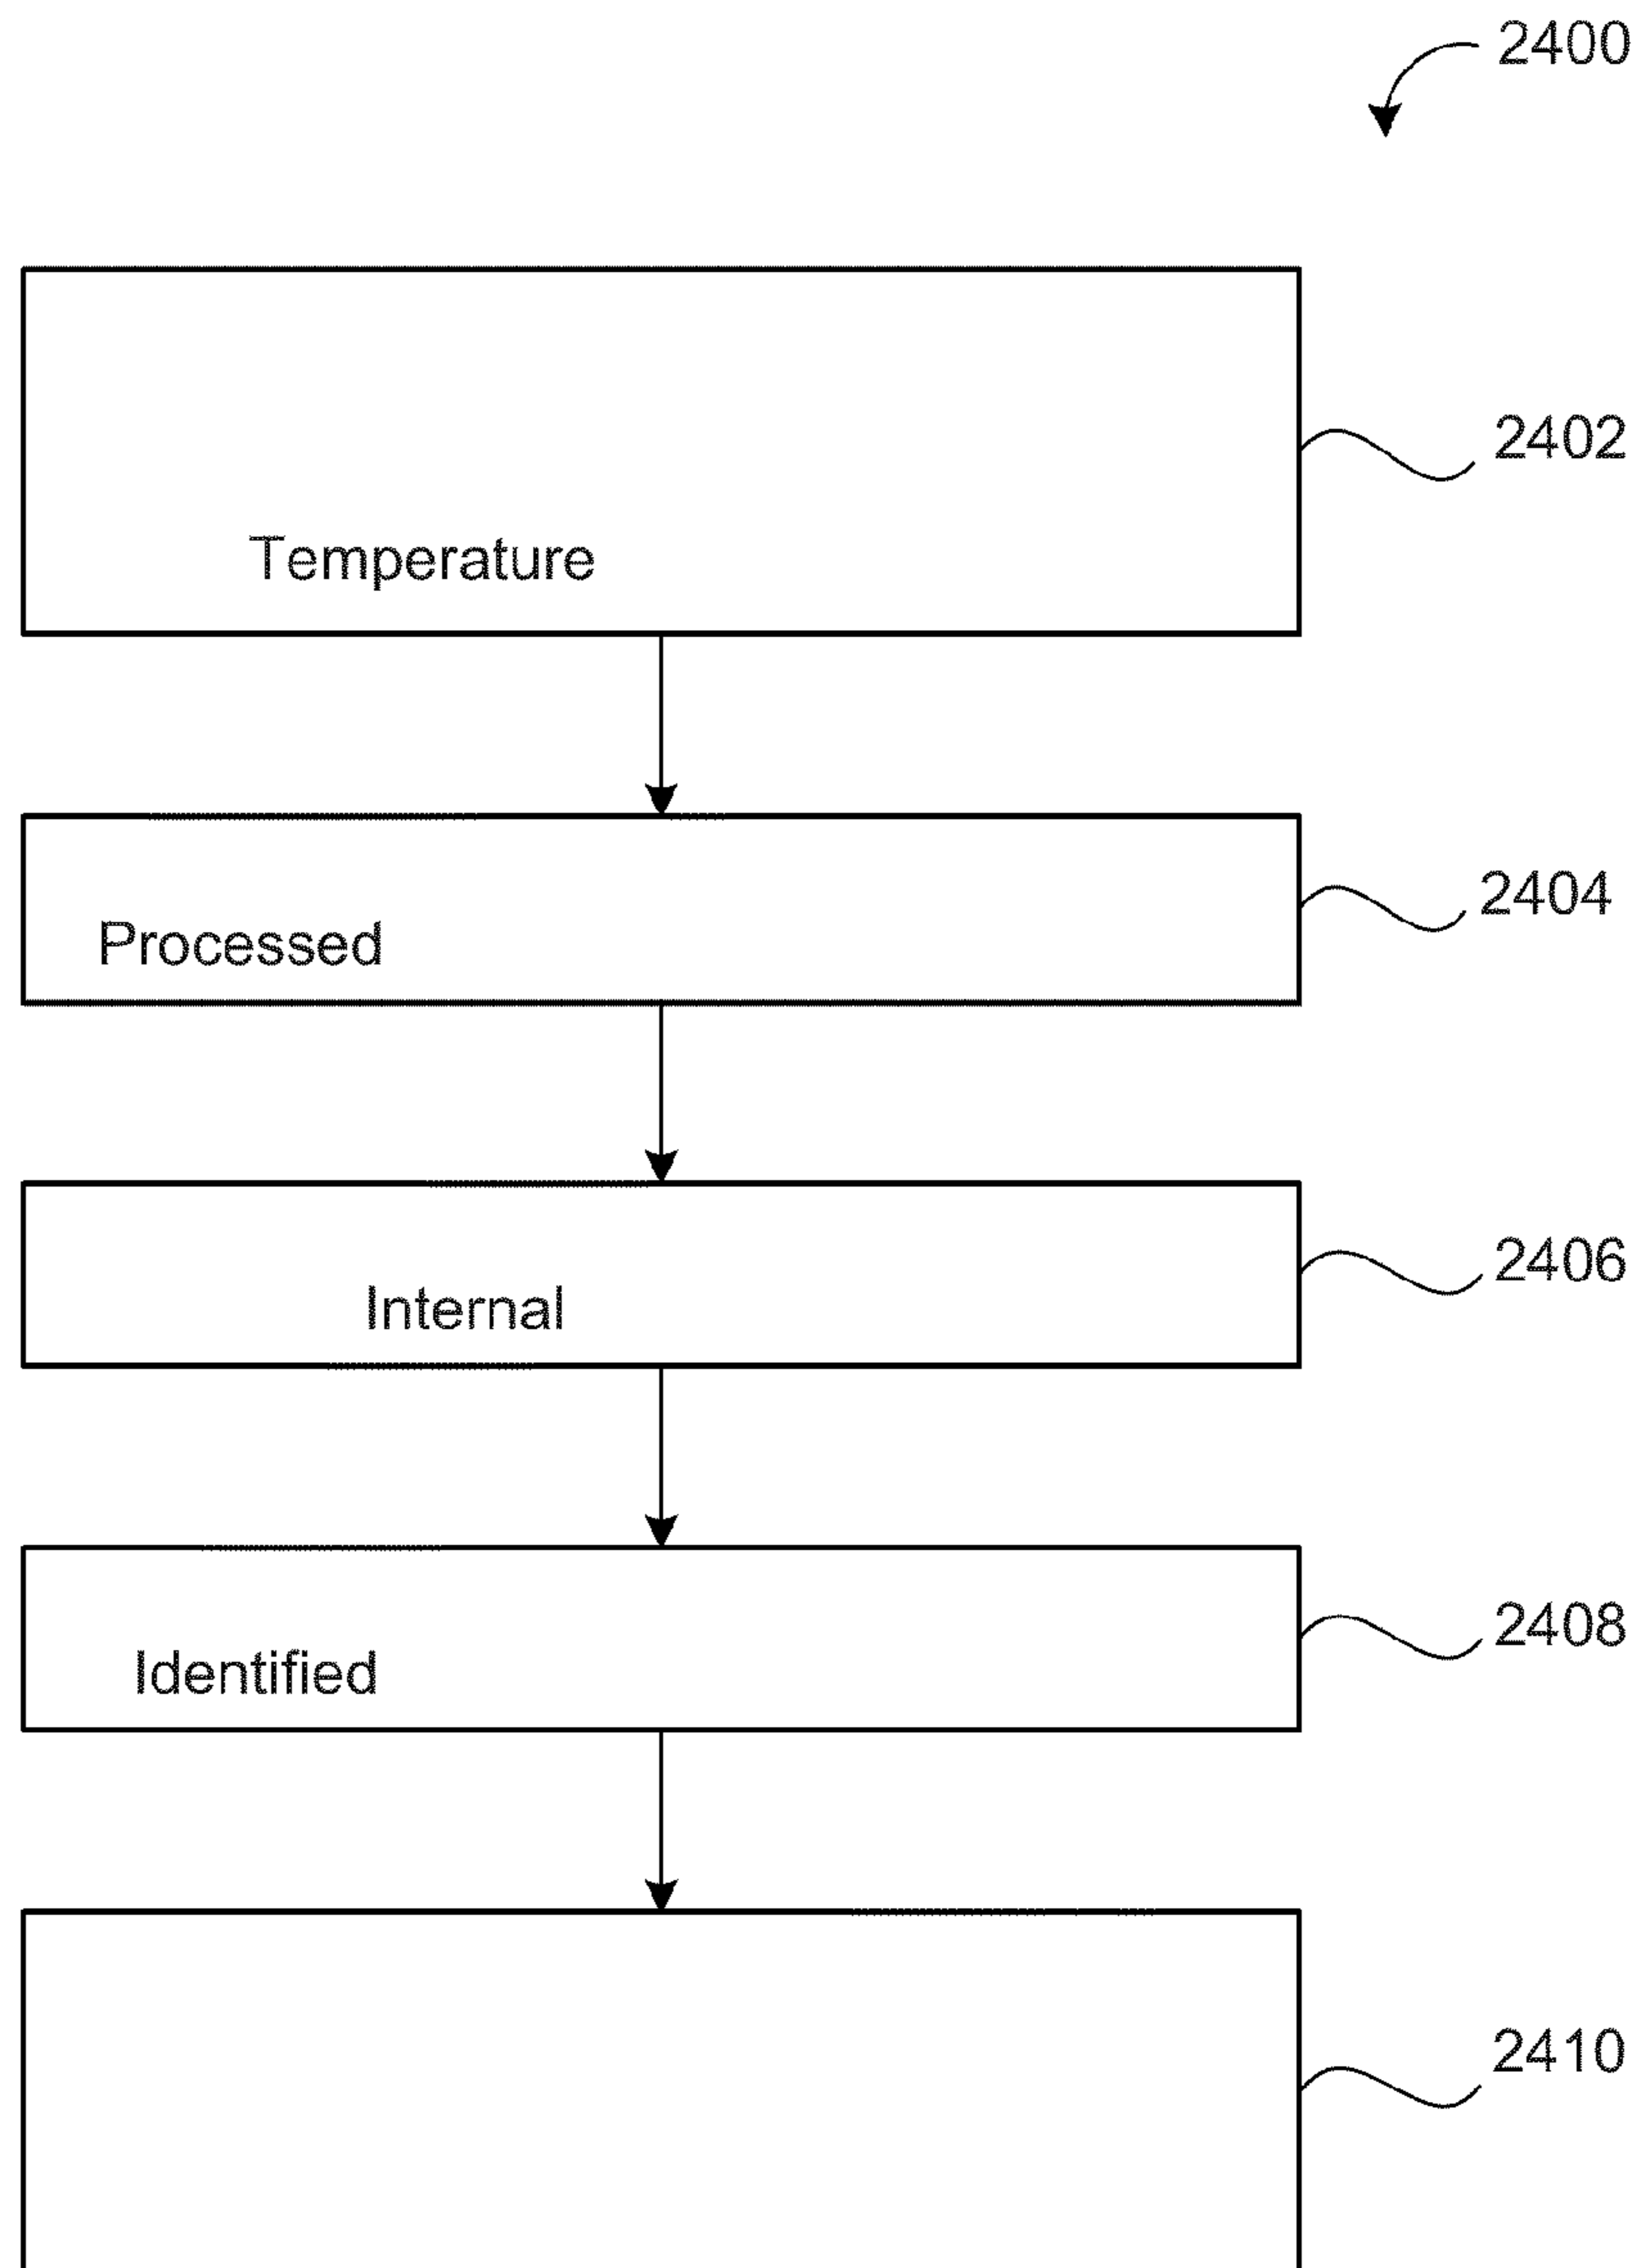 2400
2402
Temperature
2404
Processed
2406
Internal
2408
Identified
2410